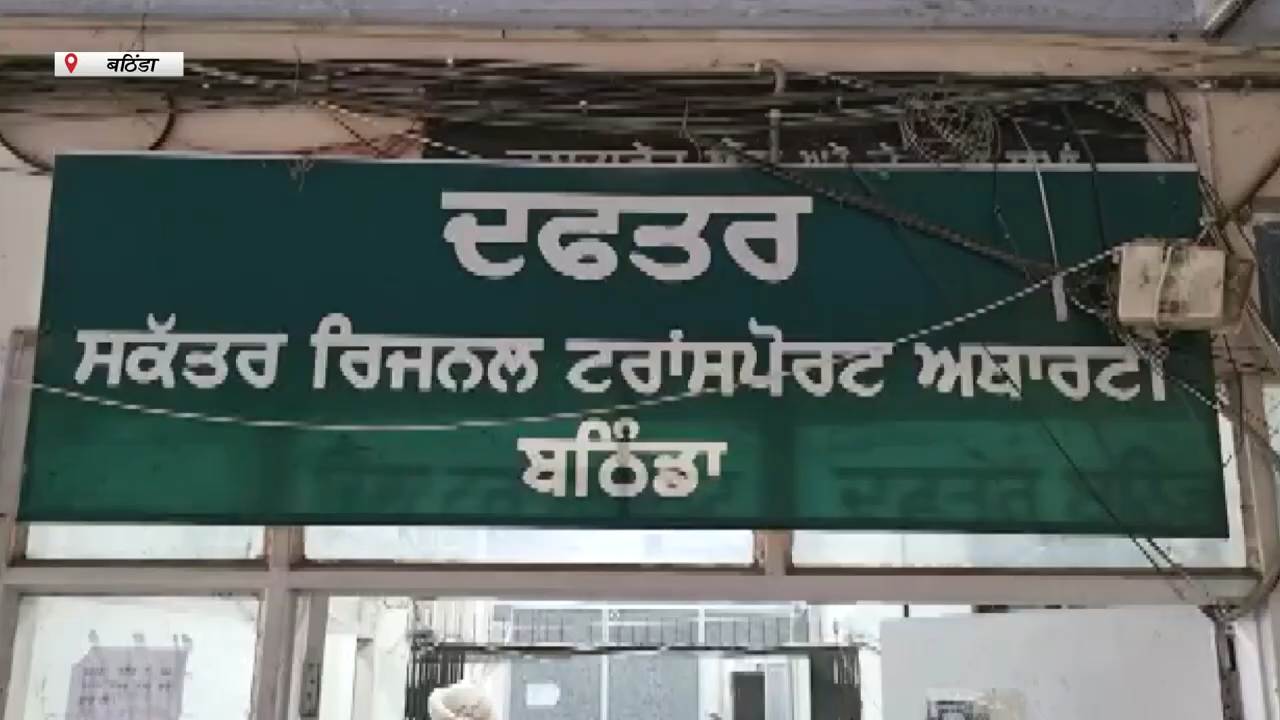 ਬਠਿੰਡਾ
ਦਫਤਰ
ਸਕੱਤਰ ਰਿਜਨਲ ਟਰਾਂਸਪੋਰਟ ਅਥਾਰਟੀ
ਬਠਿੰਡਾ